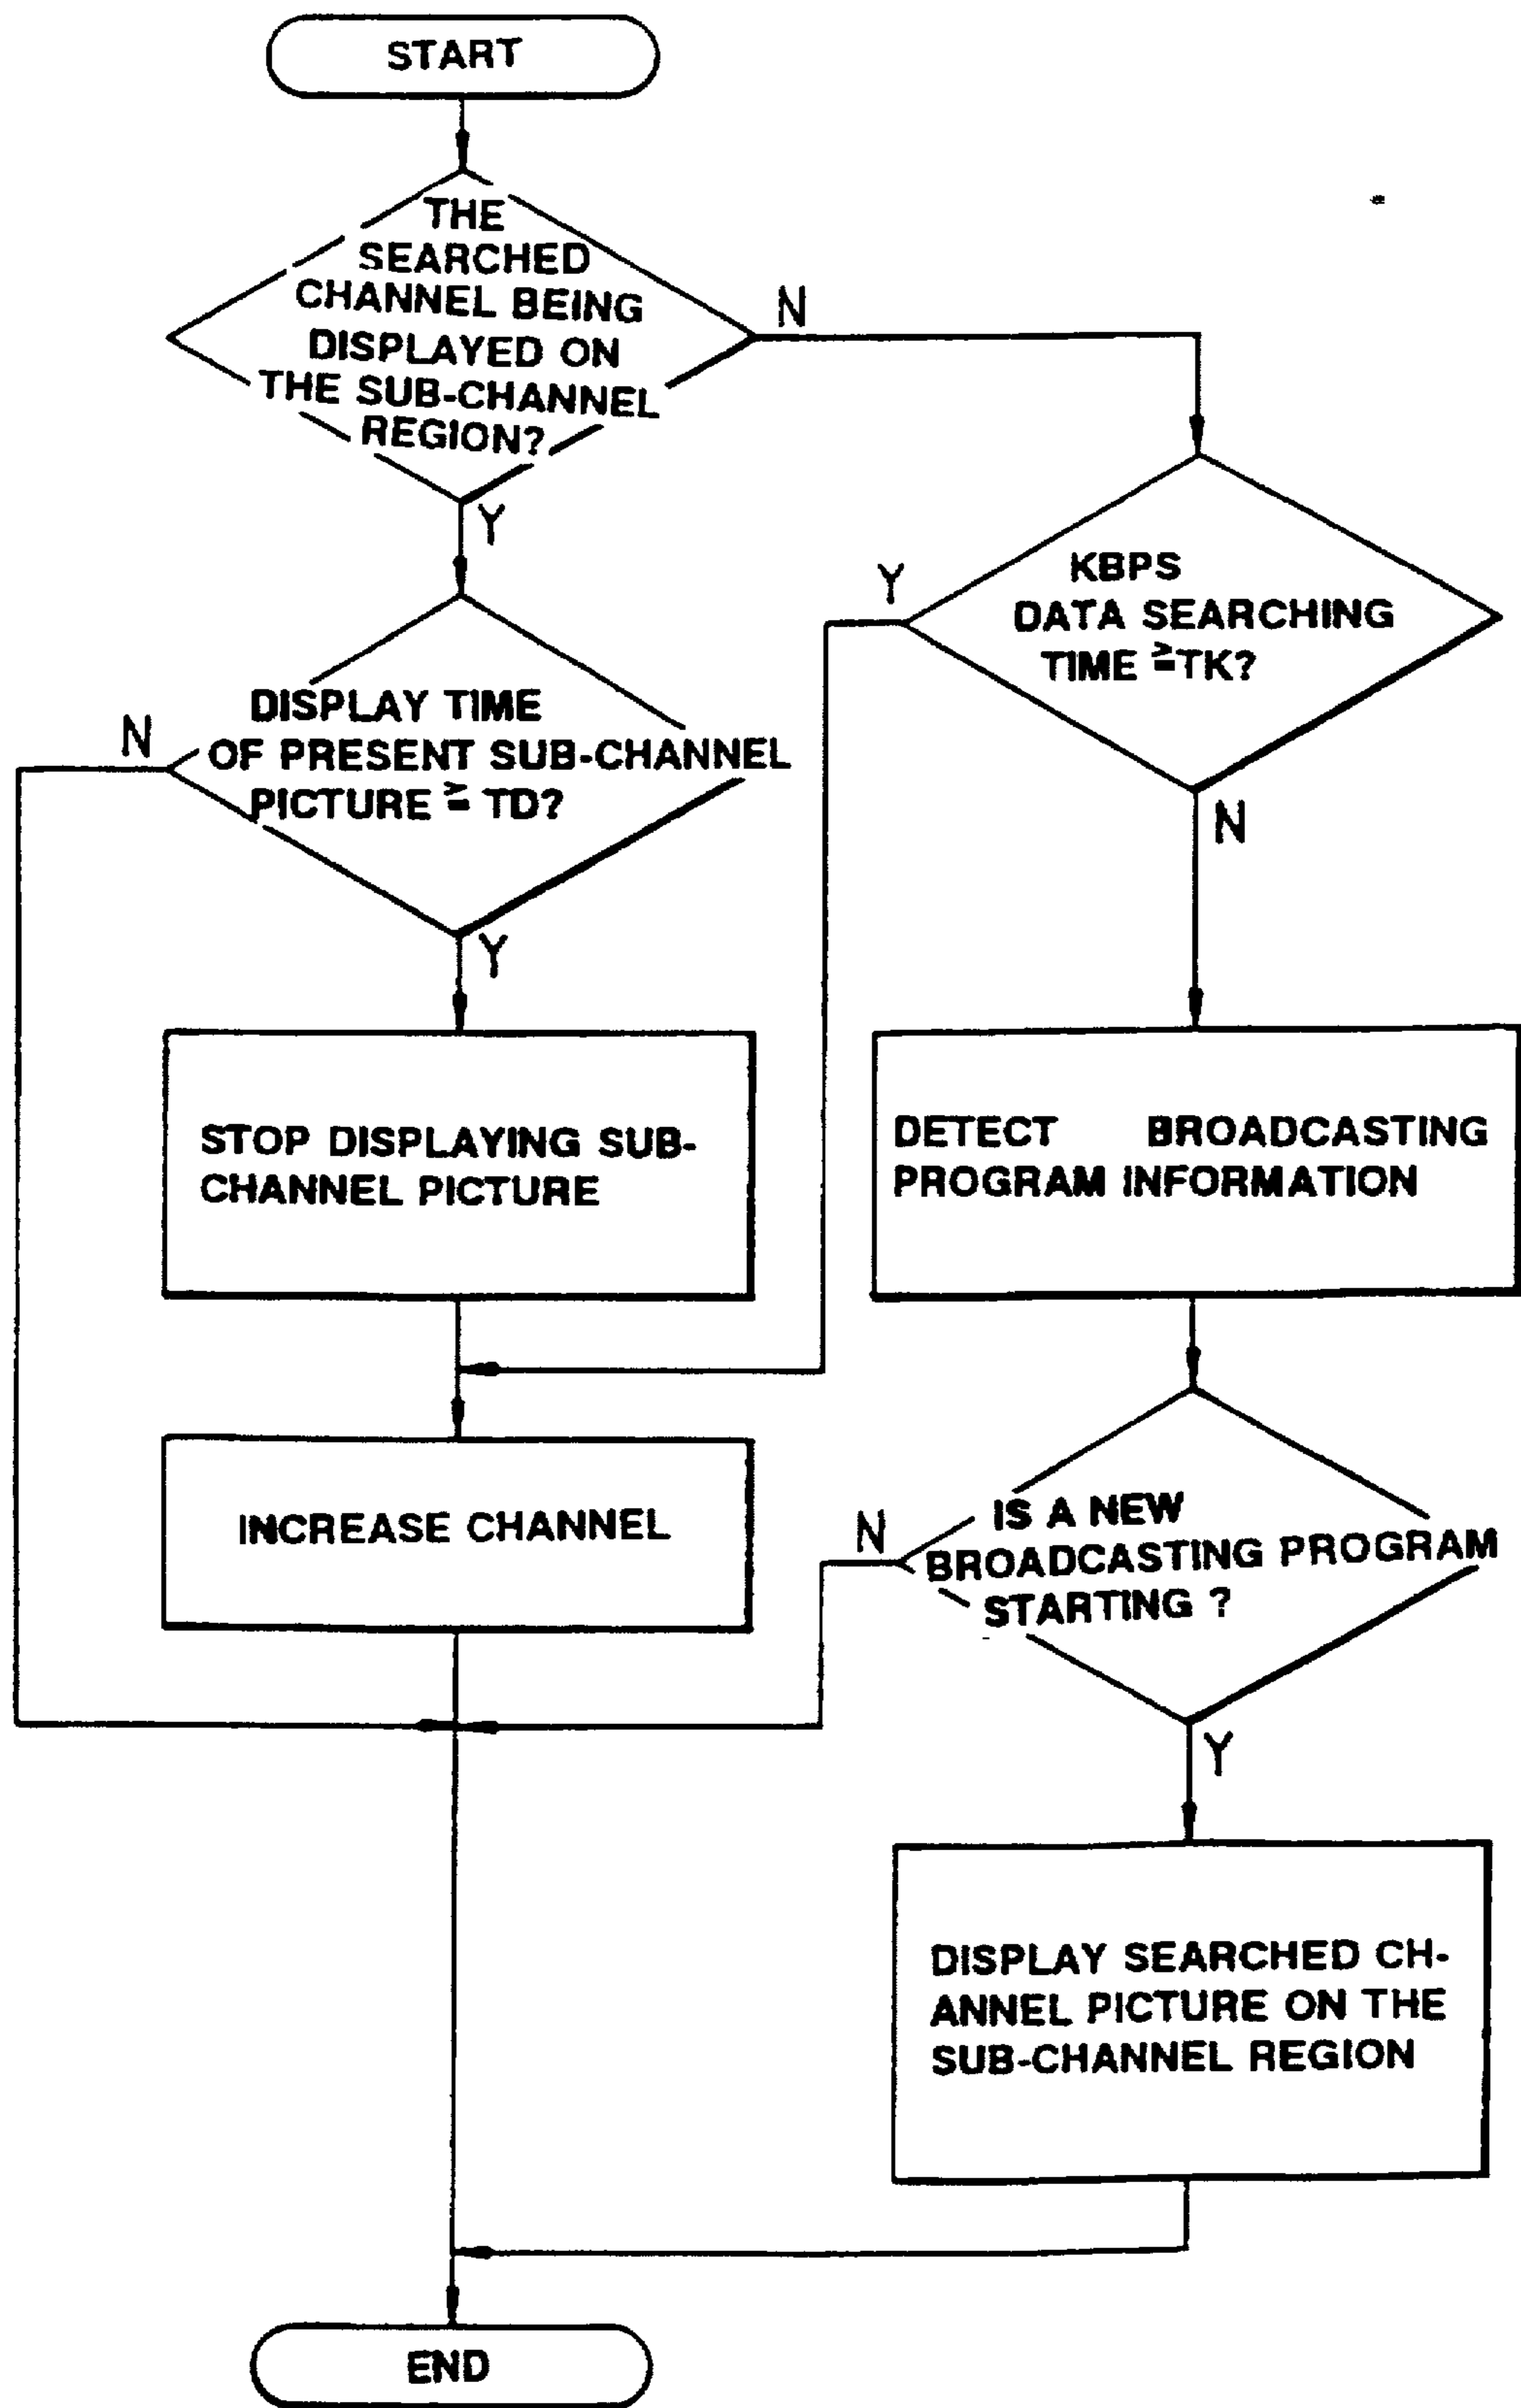 START
THE
SEARCHED
CHANNEL BEING
DISPLAYED ON
THE SUB-CHANNEL
REGION?
N
Y
KBPS
DATA SEARCHING
TIME ≧TK?
Y
N
DISPLAY TIME
OF PRESENT SUB-CHANNEL
PICTURE ≧ TD?
N
Y
STOP DISPLAYING SUB-
CHANNEL PICTURE
DETECT BROADCASTING
PROGRAM INFORMATION
INCREASE CHANNEL
IS A NEW
BROADCASTING PROGRAM
STARTING ?
N
Y
DISPLAY SEARCHED CH-
ANNEL PICTURE ON THE
SUB-CHANNEL REGION
END